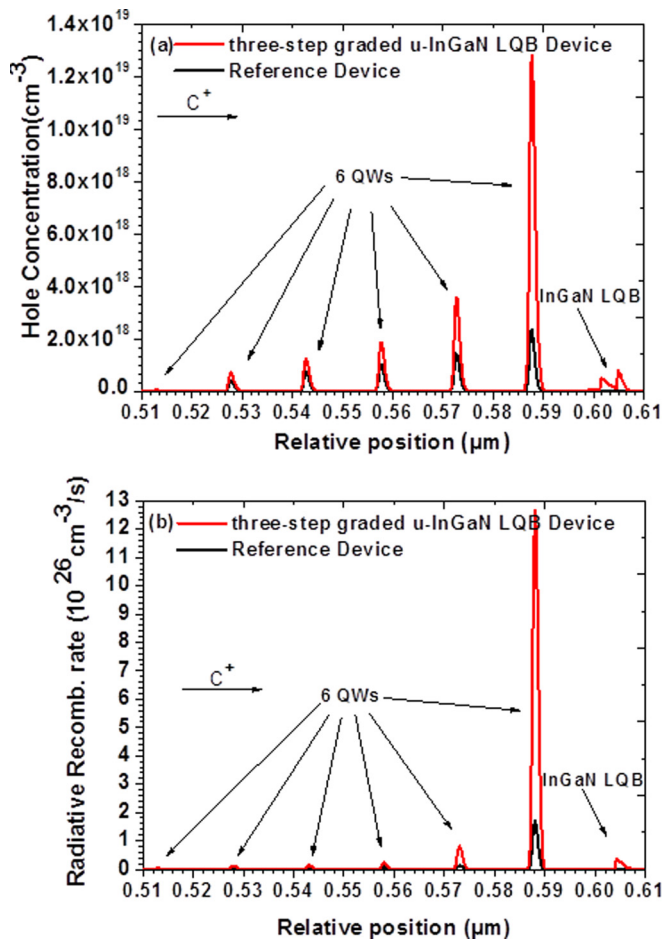 (a)
three-step graded u-InGaN LQB Device
Reference Device
C+
6 QWs
InGaN LQB
Hole Concentration(cm-3)
1.4x10^19
1.2x10^19
1.0x10^19
8.0x10^18
6.0x10^18
4.0x10^18
2.0x10^18
0.0
0.51 0.52 0.53 0.54 0.55 0.56 0.57 0.58 0.59 0.60 0.61
Relative position (µm)
(b)
three-step graded u-InGaN LQB Device
Reference Device
C+
6 QWs
InGaN LQB
Radiative Recomb. rate (10^26cm-3/s)
13
12
11
10
9
8
7
6
5
4
3
2
1
0
0.51 0.52 0.53 0.54 0.55 0.56 0.57 0.58 0.59 0.60 0.61
Relative position (µm)